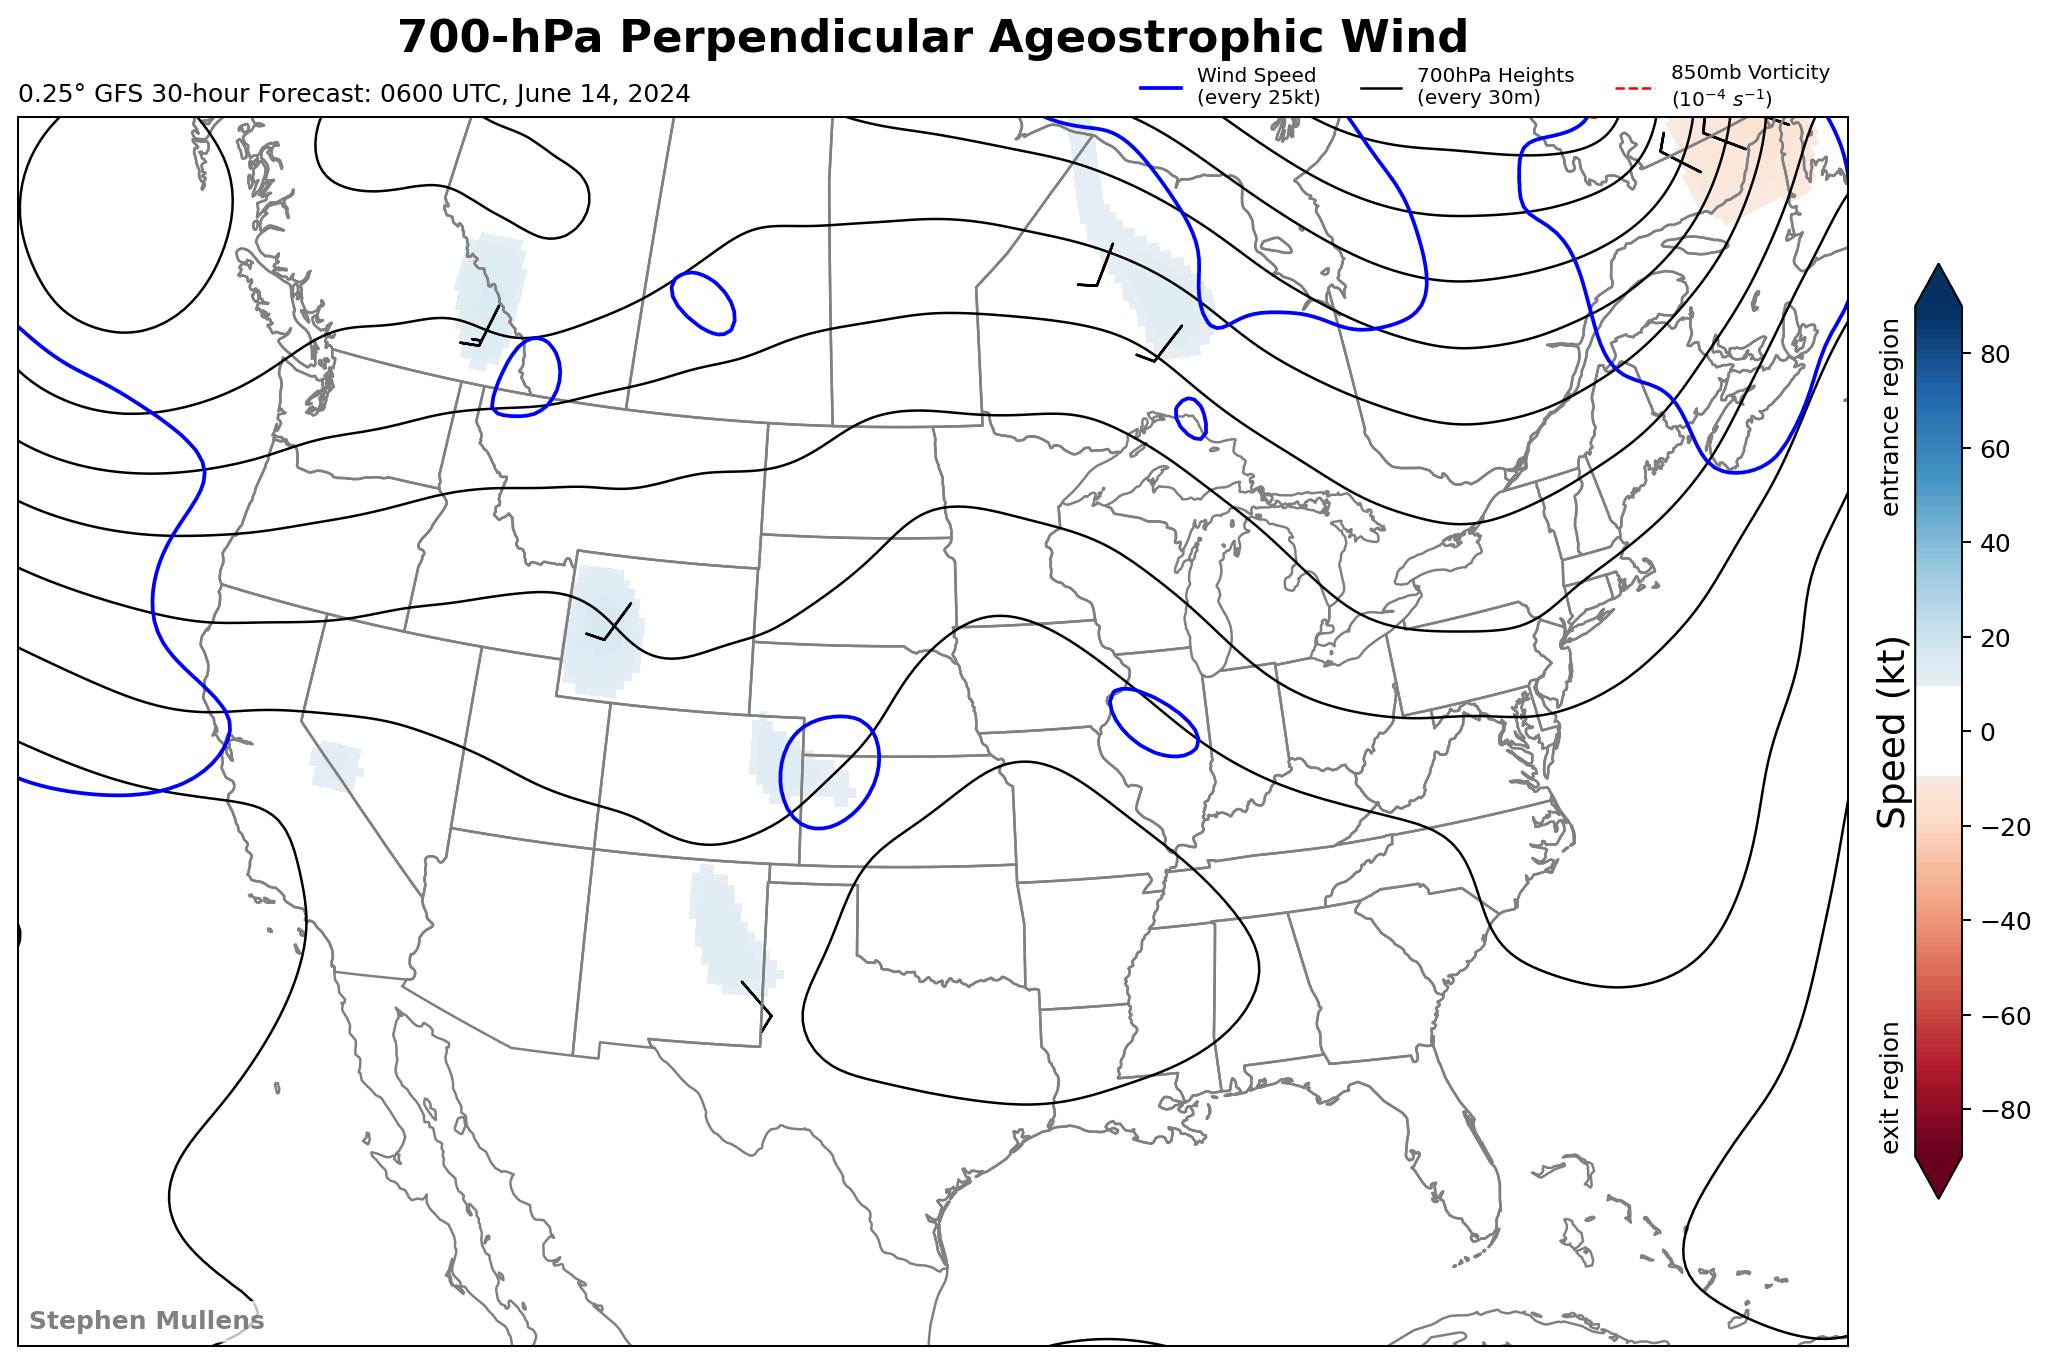 700-hPa Perpendicular Ageostrophic Wind
0.25° GFS 30-hour Forecast: 0600 UTC, June 14, 2024
Wind Speed
(every 25kt)
700hPa Heights
(every 30m)
850mb Vorticity
(10⁻⁴ s⁻¹)
entrance region
Speed (kt)
exit region
80
60
40
20
0
−20
−40
−60
−80
Stephen Mullens